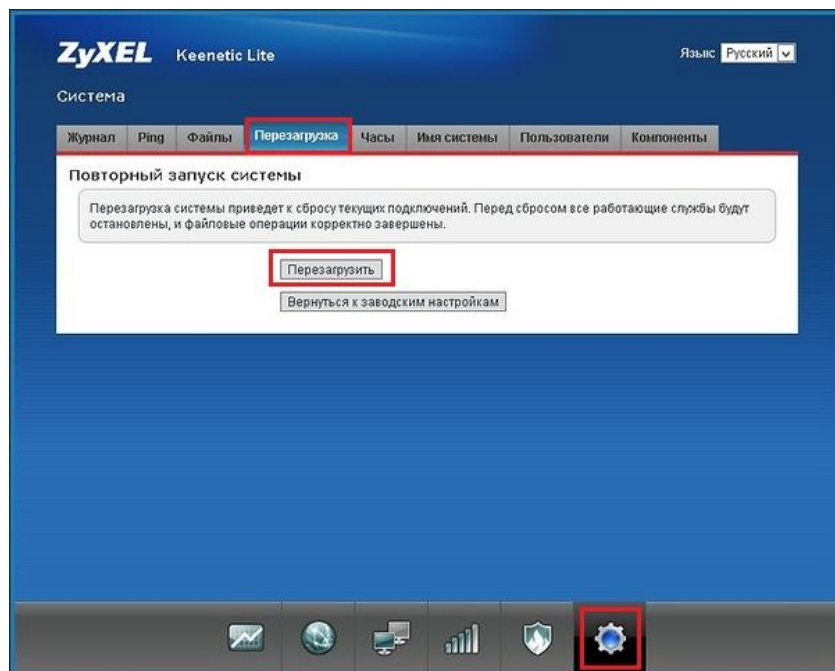 ZyXEL Keenetic Lite
Язык Русский
Система
Журнал Ping Файлы Перезагрузка Часы Имя системы Пользователи Компоненты
Повторный запуск системы
Перезагрузка системы приведет к сбросу текущих подключений. Перед сбросом все работающие службы будут
остановлены, и файловые операции корректно завершены.
Перезагрузить
Вернуться к заводским настройкам